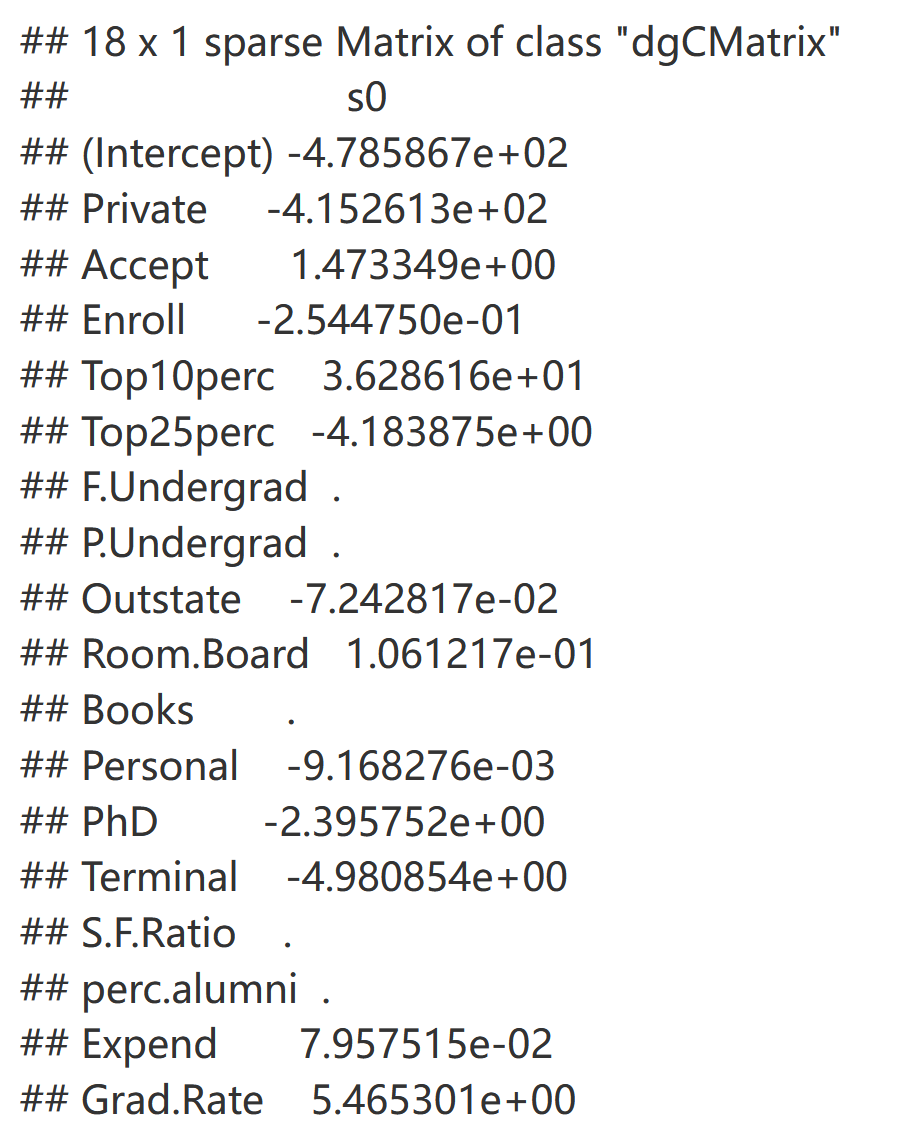 ## 18 x 1 sparse Matrix of class "dgCMatrix"
## s0
## (Intercept) -4.785867e+02
## Private -4.152613e+02
## Accept 1.473349e+00
## Enroll -2.544750e-01
## Top10perc 3.628616e+01
## Top25perc -4.183875e+00
## F.Undergrad .
## P.Undergrad .
## Outstate -7.242817e-02
## Room.Board 1.061217e-01
## Books .
## Personal -9.168276e-03
## PhD -2.395752e+00
## Terminal -4.980854e+00
## S.F.Ratio .
## perc.alumni .
## Expend 7.957515e-02
## Grad.Rate 5.465301e+00